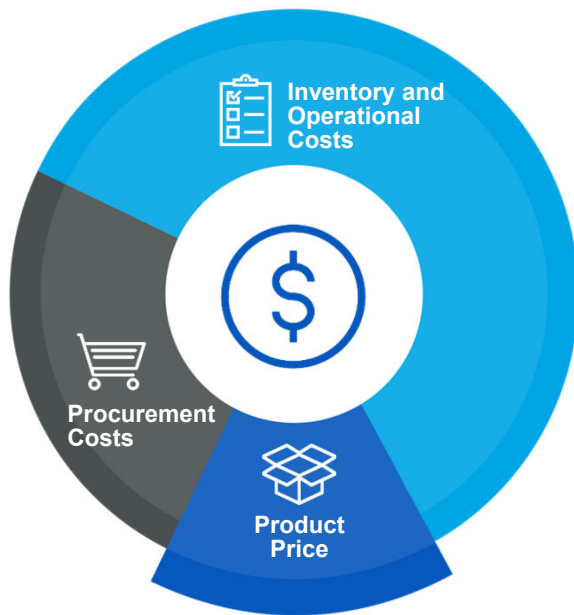 Inventory and
Operational
Costs
$
Procurement
Costs
Product
Price